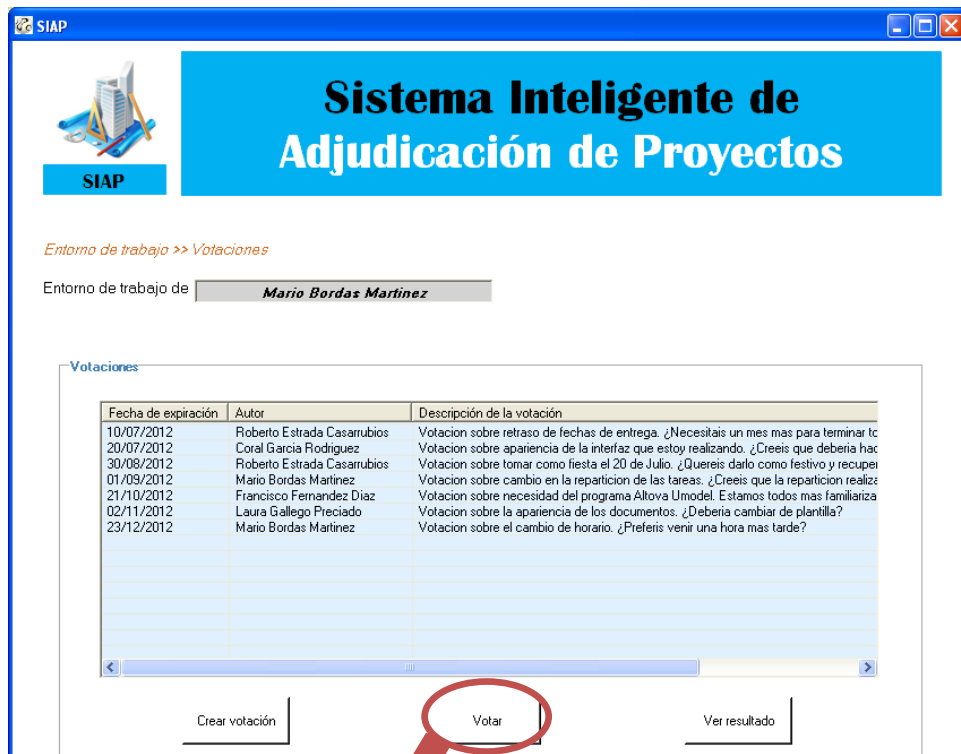 SIAP
Sistema Inteligente de
Adjudicación de Proyectos
SIAP
Entorno de trabajo >> Votaciones
Entorno de trabajo de Mario Bordas Martinez
Votaciones
Fecha de expiración Autor Descripción de la votación
10/07/2012 Roberto Estrada Casarrubios Votacion sobre retraso de fechas de entrega. ¿Necesitais un mes mas para terminar
20/07/2012 Coral Garcia Rodriguez Votacion sobre apariencia de la interfaz que estoy realizando. ¿Creeis que deberia
30/08/2012 Roberto Estrada Casarrubios Votacion sobre tomar como fiesta el 20 de Julio. ¿Quereis darlo como festivo y
01/09/2012 Mario Bordas Martinez Votacion sobre cambio en la reparticion de las tareas. ¿Creeis que la reparticion
21/10/2012 Francisco Fernandez Diaz Votacion sobre necesidad del programa Altova Umodel. Estamos todos mas
02/11/2012 Laura Gallego Preciado Votacion sobre la apariencia de los documentos. ¿Deberia cambiar de plantilla?
23/12/2012 Mario Bordas Martinez Votacion sobre el cambio de horario. ¿Preferis venir una hora mas tarde?
Crear votación Votar Ver resultado